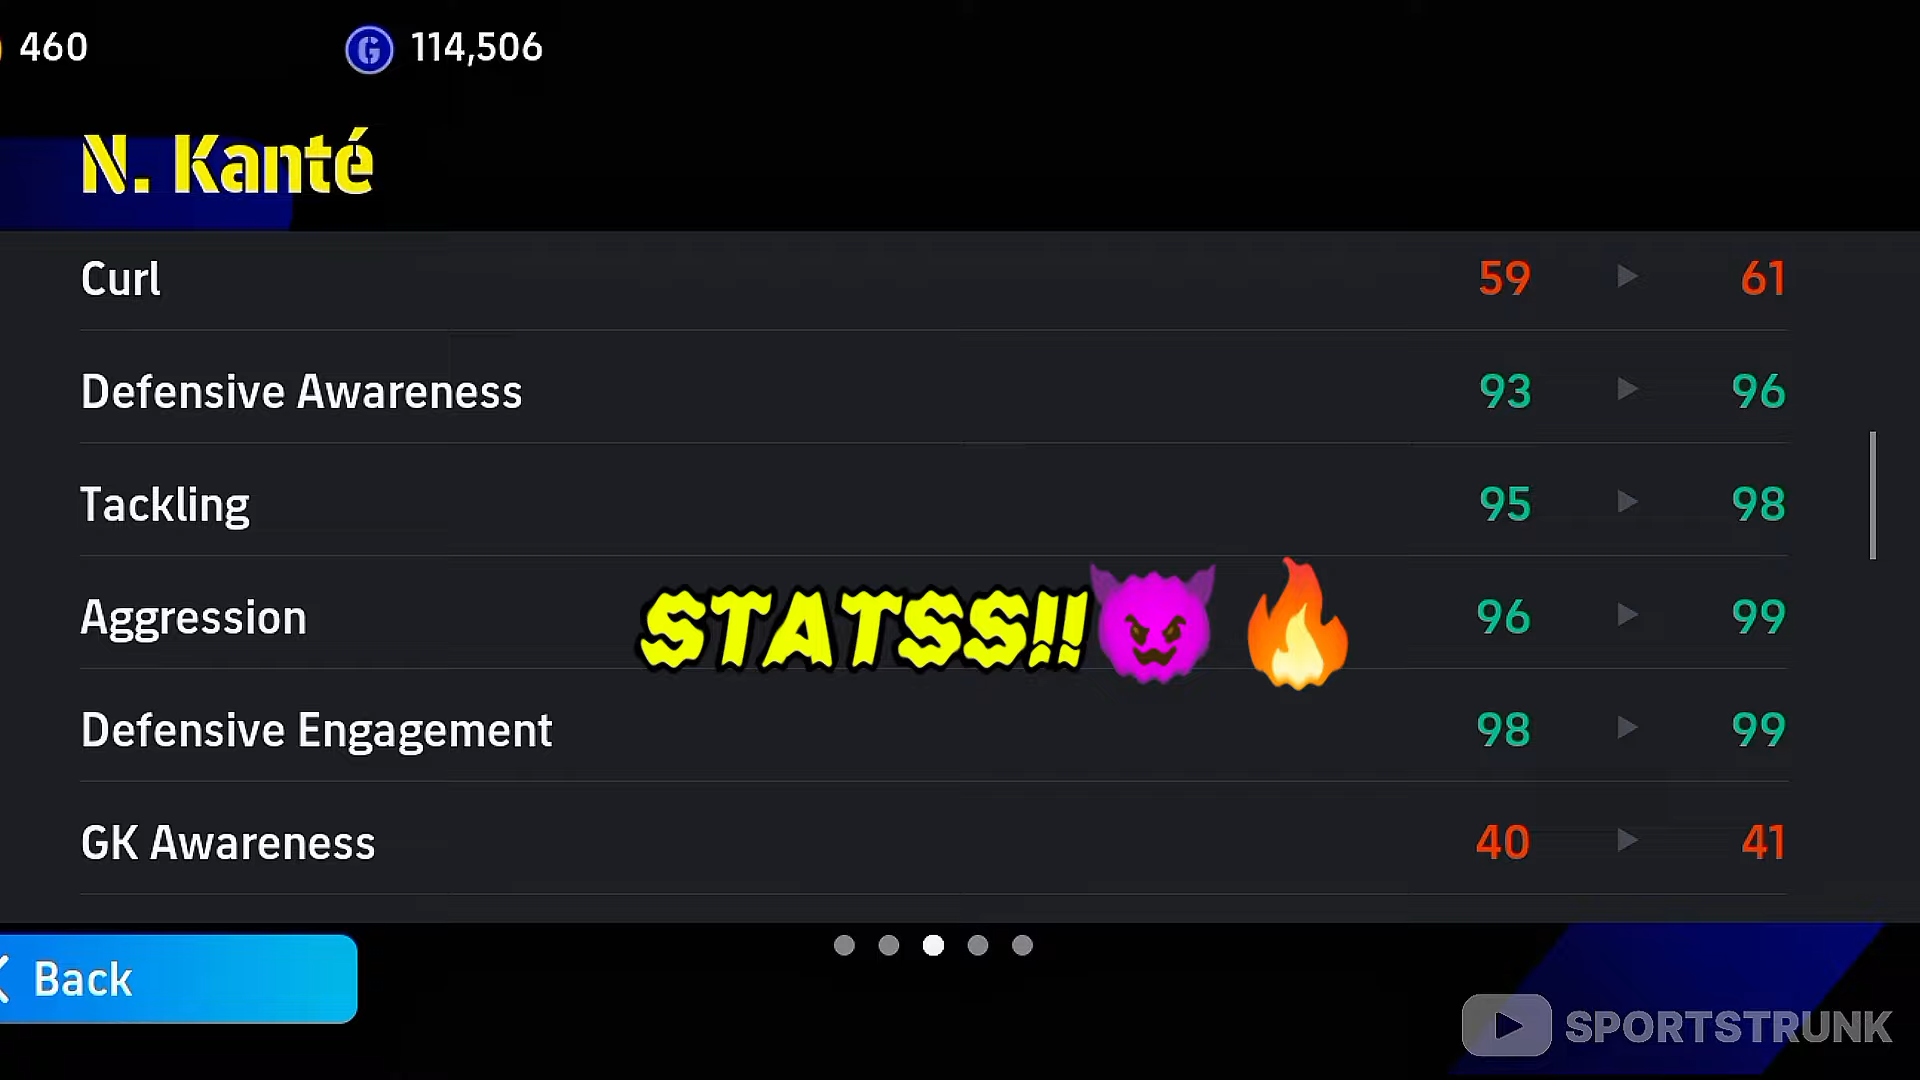 460 G 114,506
N. Kanté
Curl 59 ▶ 61
Defensive Awareness 93 ▶ 96
Tackling 95 ▶ 98
Aggression 96 ▶ 99
STATSS!!😈 🔥
Defensive Engagement 98 ▶ 99
GK Awareness 40 ▶ 41
Back
SPORTSTRUNK